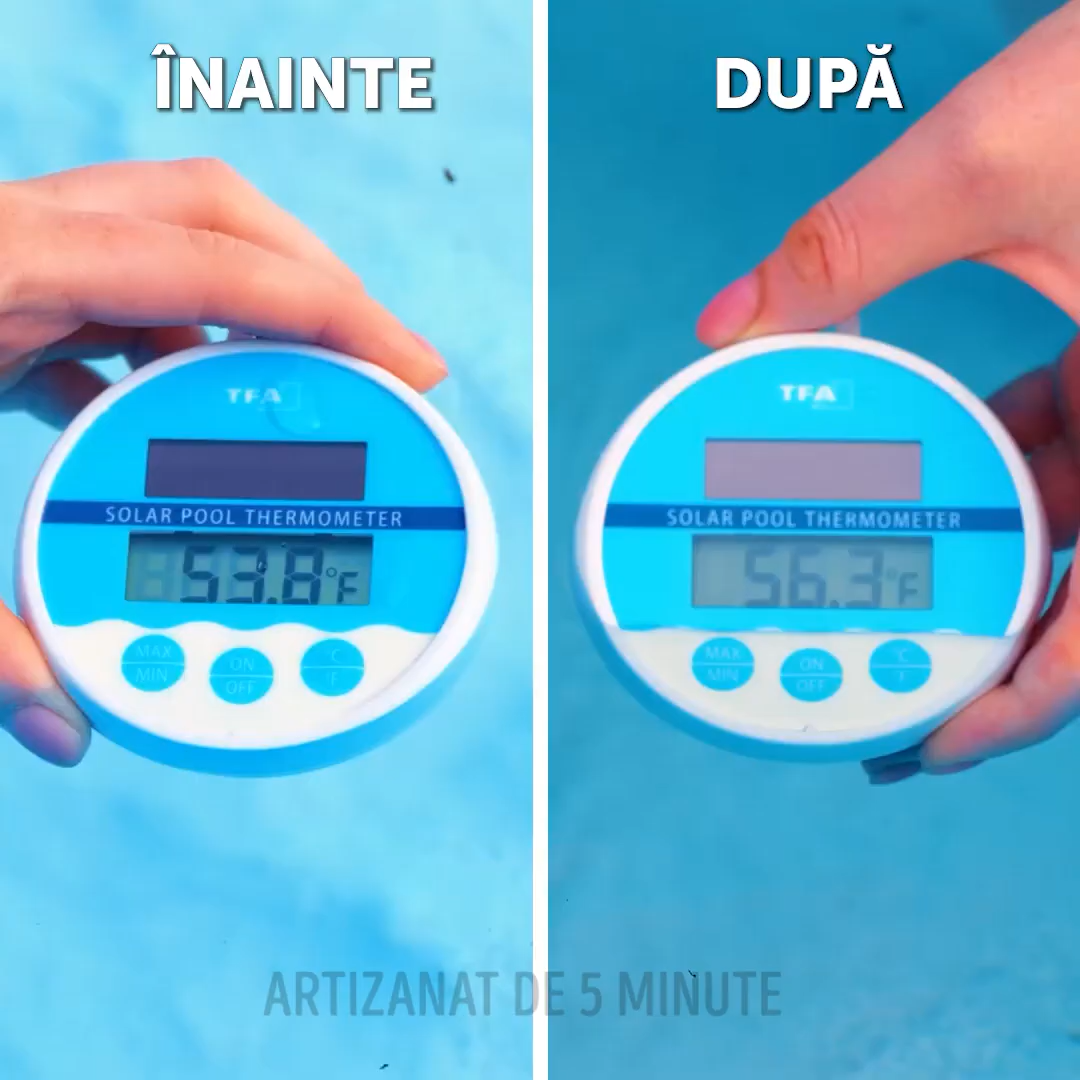 ÎNAINTE
DUPĂ
TFA
SOLAR POOL THERMOMETER
53.8°F
MAX
MIN
ON
OFF
°C
°F
TFA
SOLAR POOL THERMOMETER
56.3°F
MAX
MIN
ON
OFF
°C
°F
ARTIZANAT DE 5 MINUTE